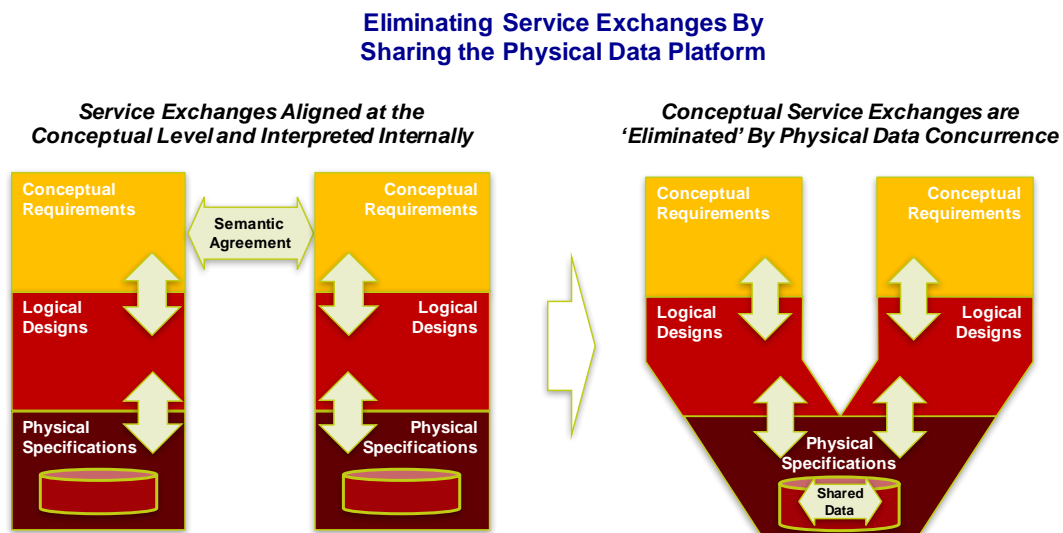 Eliminating Service Exchanges By
Sharing the Physical Data Platform
Service Exchanges Aligned at the
Conceptual Level and Interpreted Internally
Conceptual
Requirements
Semantic
Agreement
Conceptual
Requirements
Logical
Designs
Logical
Designs
Physical
Specifications
Physical
Specifications
Conceptual Service Exchanges are
‘Eliminated’ By Physical Data Concurrence
Conceptual
Requirements
Conceptual
Requirements
Logical
Designs
Logical
Designs
Physical
Specifications
Shared
Data